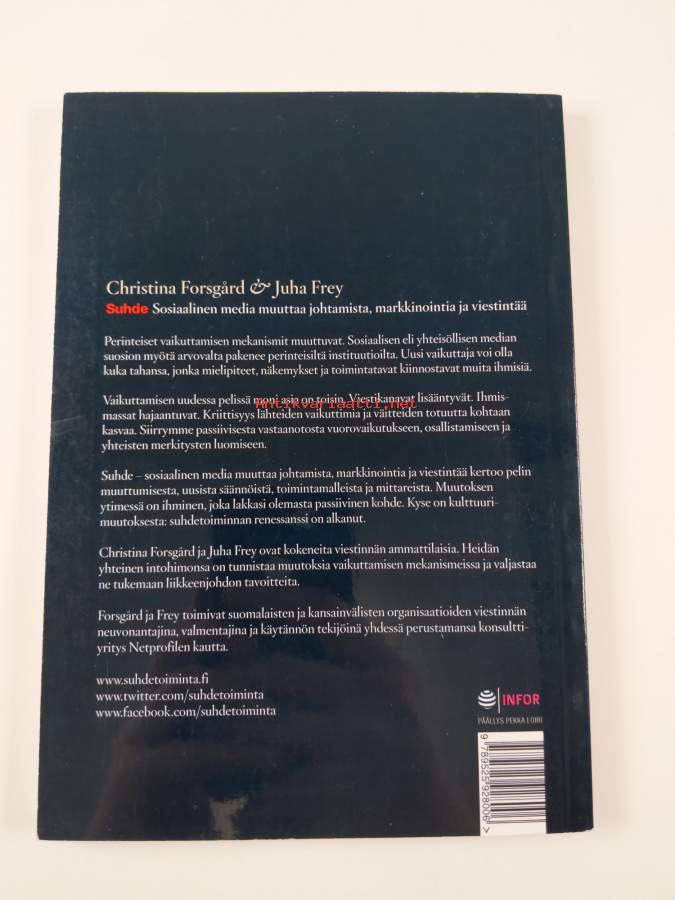 Christina Forsgård & Juha Frey
Suhde Sosiaalinen media muuttaa johtamista, markkinointia ja viestintää
Perinteiset vaikuttamisen mekanismit muuttuvat. Sosiaalisen eli yhteisöllisen median
suosion myötä arvovalta pakenee perinteisiltä instituutioilta. Uusi vaikuttaja voi olla
kuka tahansa, jonka mielipiteet, näkemykset ja toimintatavat kiinnostavat muita ihmisiä.
Vaikuttamisen uudessa pelissä moni asia on toisin. Viestikanavat lisääntyvät. Ihmis-
massat hajaantuvat. Kriittisyys lähteiden vaikuttimia ja väitteiden totuutta kohtaan
kasvaa. Siirrymme passiivisesta vastaanotosta vuorovaikutukseen, osallistamiseen ja
yhteisten merkitysten luomiseen.
Suhde – sosiaalinen media muuttaa johtamista, markkinointia ja viestintää kertoo pelin
muuttumisesta, uusista säännöistä, toimintamalleista ja mittareista. Muutoksen
ytimessä on ihminen, joka lakkasi olemasta passiivinen kohde. Kyse on kulttuuri-
muutoksesta: suhdetoiminnan renessanssi on alkanut.
Christina Forsgård ja Juha Frey ovat kokeneita viestinnän ammattilaisia. Heidän
yhteinen intohimonsa on tunnistaa muutoksia vaikuttamisen mekanismeissa ja valjastaa
ne tukemaan liikkeenjohdon tavoitteita.
Forsgård ja Frey toimivat suomalaisten ja kansainvälisten organisaatioiden viestinnän
neuvonantajina, valmentajina ja käytännön tekijöinä yhdessä perustamansa konsultti-
yritys Netprofilen kautta.
www.suhdetoiminta.fi
www.twitter.com/suhdetoiminta
www.facebook.com/suhdetoiminta
INFOR
PÄÄLLYS PEKKA LOIRI
9 789525 928006 >
Antikvariaatti.net